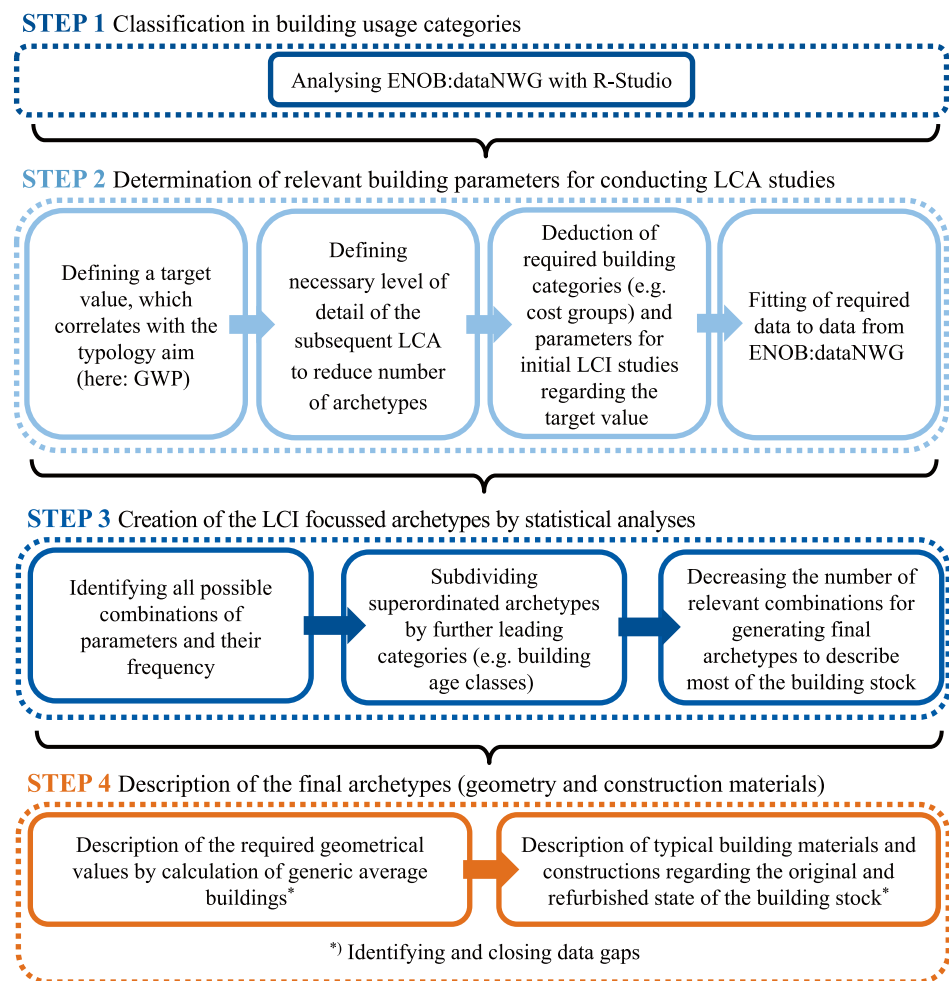 STEP 1 Classification in building usage categories
Analysing ENOB:dataNWG with R-Studio
STEP 2 Determination of relevant building parameters for conducting LCA studies
Defining a target
value, which
correlates with the
typology aim
(here: GWP)
Defining
necessary level of
detail of the
subsequent LCA
to reduce number
of archetypes
Deduction of
required building
categories (e.g.
cost groups) and
parameters for
initial LCI studies
regarding the
target value
Fitting of required
data to data from
ENOB:dataNWG
STEP 3 Creation of the LCI focussed archetypes by statistical analyses
Identifying all possible
combinations of
parameters and their
frequency
Subdividing
superordinated archetypes
by further leading
categories (e.g. building
age classes)
Decreasing the number of
relevant combinations for
generating final
archetypes to describe
most of the building stock
STEP 4 Description of the final archetypes (geometry and construction materials)
Description of the required geometrical
values by calculation of generic average
buildings*
Description of typical building materials and
constructions regarding the original and
refurbished state of the building stock*
*) Identifying and closing data gaps